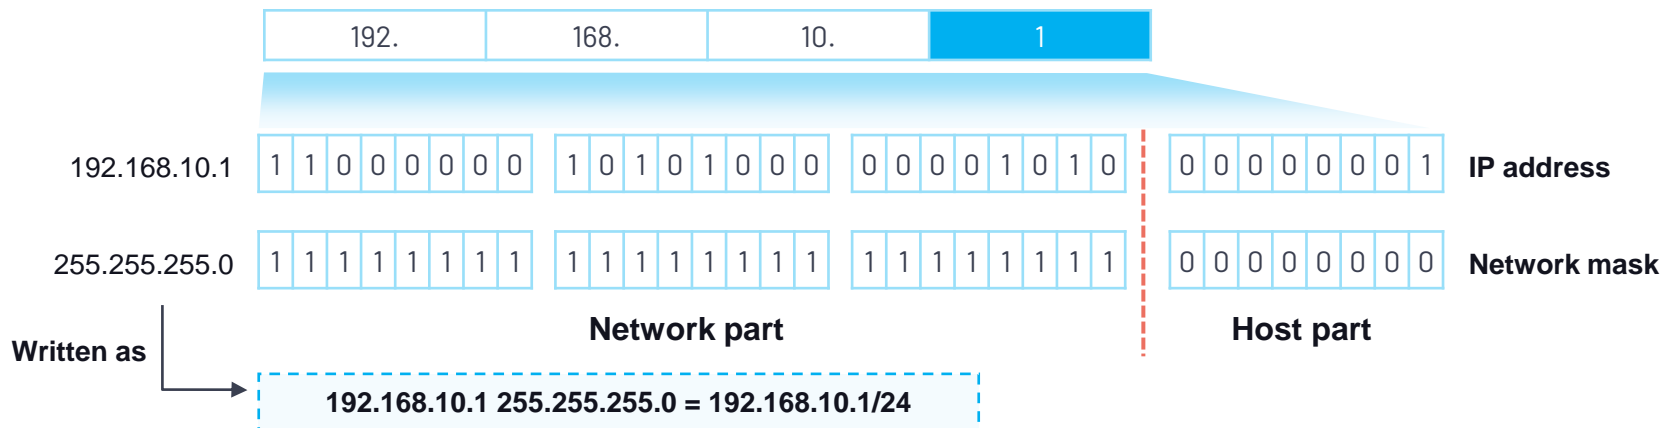 192. 168. 10. 1
192.168.10.1 1 1 0 0 0 0 0 0 1 0 1 0 1 0 0 0 0 0 0 0 1 0 1 0 0 0 0 0 0 0 0 1 IP address
255.255.255.0 1 1 1 1 1 1 1 1 1 1 1 1 1 1 1 1 1 1 1 1 1 1 1 1 0 0 0 0 0 0 0 0 Network mask
Network part Host part
Written as
192.168.10.1 255.255.255.0 = 192.168.10.1/24